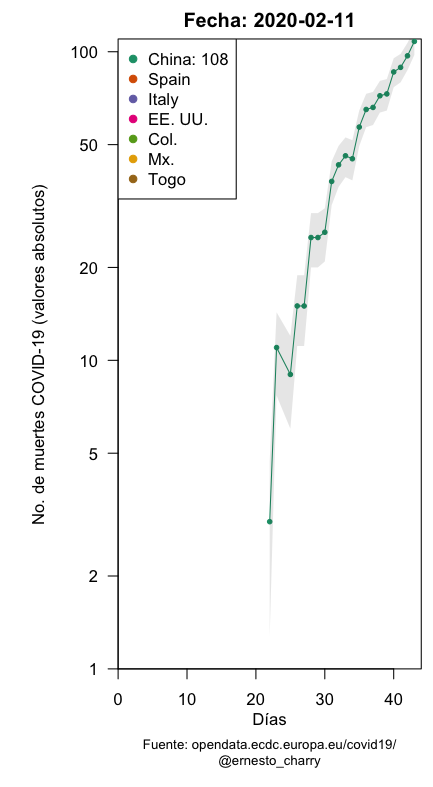 Fecha: 2020-02-11
China: 108
Spain
Italy
EE. UU.
Col.
Mx.
Togo
No. de muertes COVID-19 (valores absolutos)
100
50
20
10
5
2
1
0 10 20 30 40
Días
Fuente: opendata.ecdc.europa.eu/covid19/
@ernesto_charry